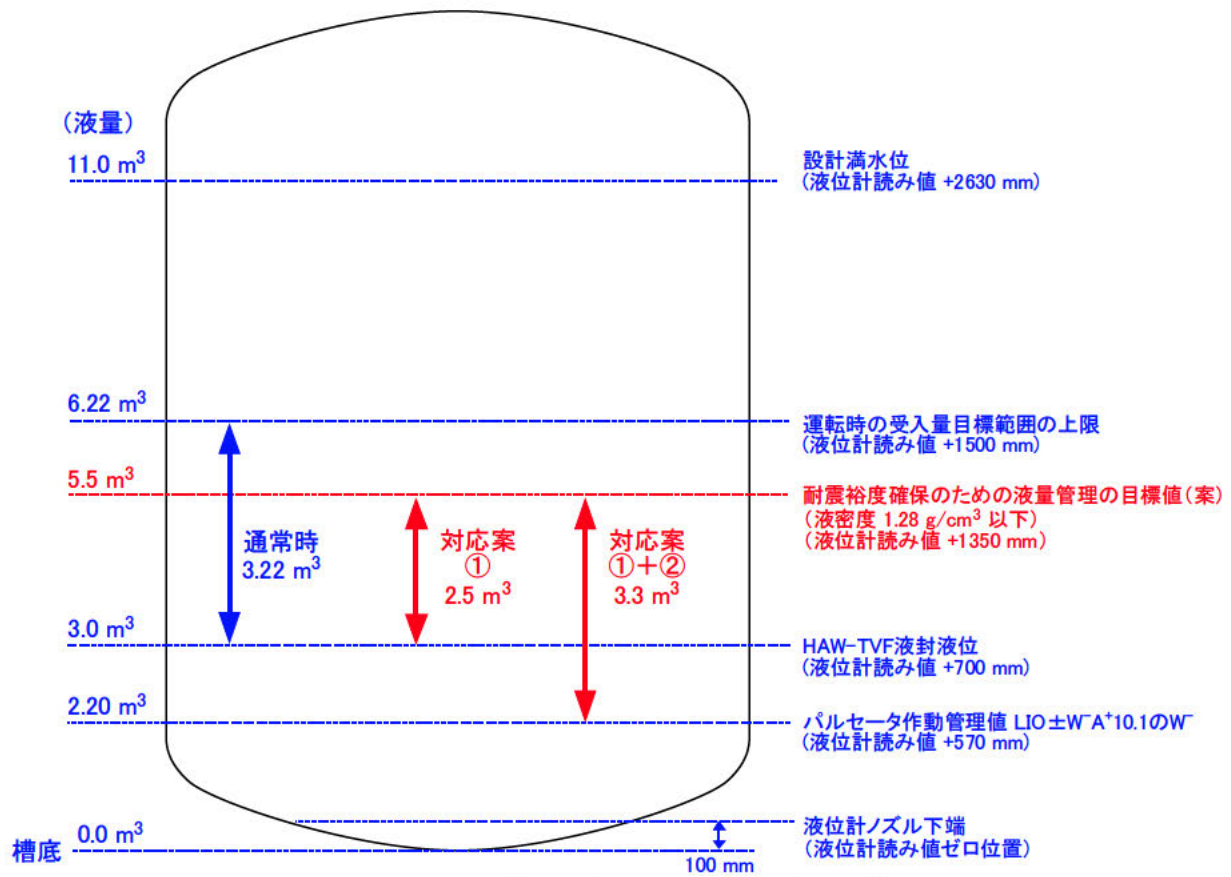 (液量)
11.0 m³
設計満水位
(液位計読み値 +2630 mm)
6.22 m³
運転時の受入量目標範囲の上限
(液位計読み値 +1500 mm)
5.5 m³
耐震裕度確保のための液量管理の目標値(案)
(液密度 1.28 g/cm³ 以下)
(液位計読み値 +1350 mm)
通常時
3.22 m³
対応案
①
2.5 m³
対応案
①+②
3.3 m³
3.0 m³
HAW-TVF液封液位
(液位計読み値 +700 mm)
2.20 m³
パルセータ作動管理値 LIO±W⁻A⁺10.1のW⁻
(液位計読み値 +570 mm)
槽底
0.0 m³
100 mm
液位計ノズル下端
(液位計読み値ゼロ位置)